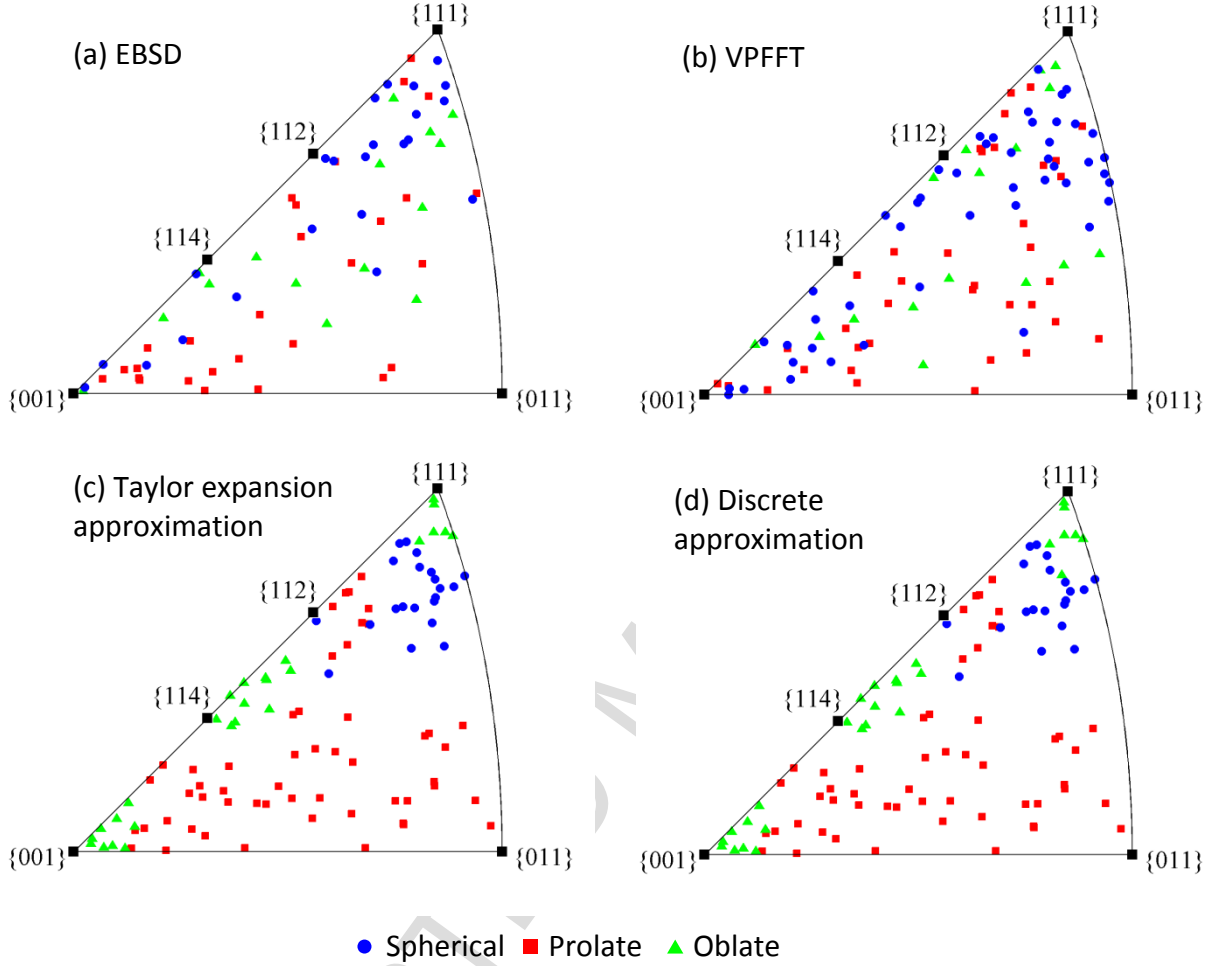 {111}
{111}
(a) EBSD
(b) VPFFT
{112}
{112}
{114}
{114}
{001}
{011}
{001}
{011}
{111}
{111}
(c) Taylor expansion
approximation
(d) Discrete
approximation
{112}
{112}
{114}
{114}
{001}
{011}
{001}
{011}
Spherical Prolate Oblate